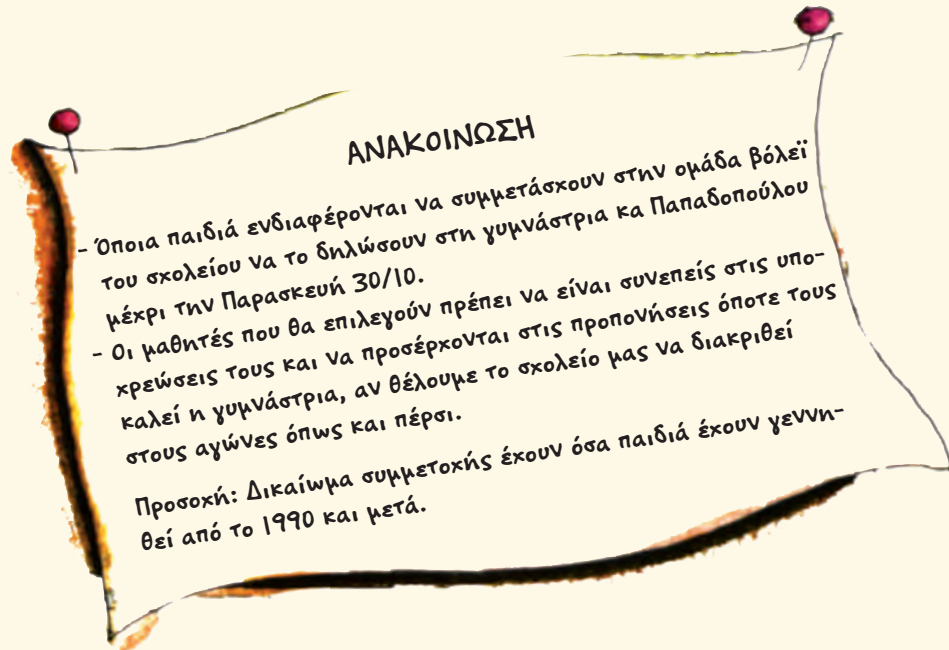 ΑΝΑΚΟΙΝΩΣΗ
- Όποια παιδιά ενδιαφέρονται να συμμετάσχουν στην ομάδα βόλεϊ
του σχολείου να το δηλώσουν στη γυμνάστρια κα Παπαδοπούλου
μέχρι την Παρασκευή 30/10.
- Οι μαθητές που θα επιλεγούν πρέπει να είναι συνεπείς στις υπο-
χρεώσεις τους και να προσέρχονται στις προπονήσεις όποτε τους
καλεί η γυμνάστρια, αν θέλουμε το σχολείο μας να διακριθεί
στους αγώνες όπως και πέρσι.
Προσοχή: Δικαίωμα συμμετοχής έχουν όσα παιδιά έχουν γεννη-
θεί από το 1990 και μετά.